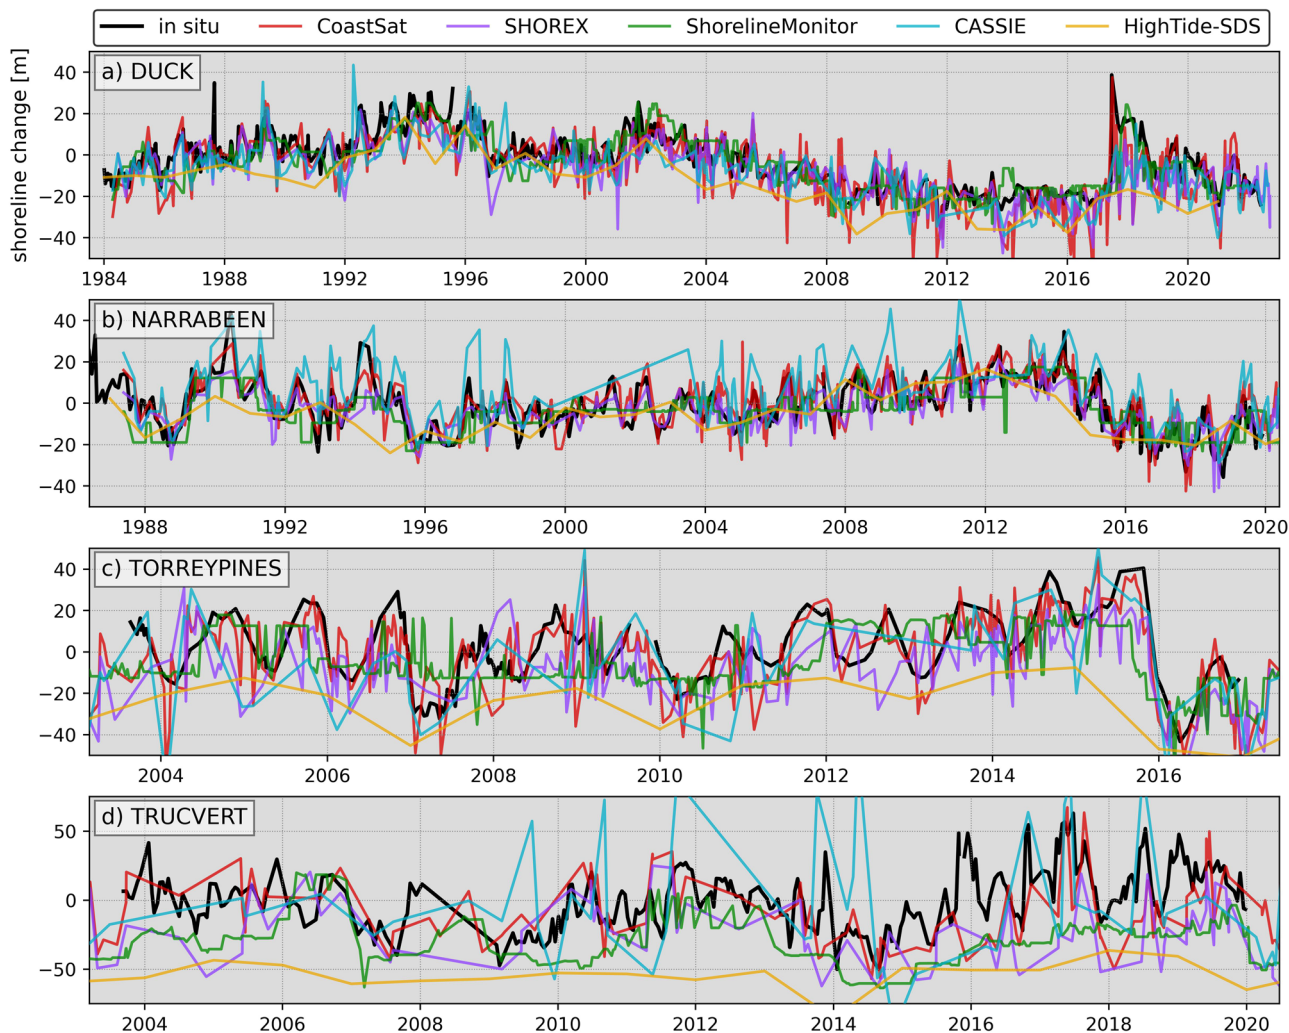 in situ CoastSat SHOREX ShorelineMonitor CASSIE HighTide-SDS
shoreline change [m]
a) DUCK
40
20
0
−20
−40
1984 1988 1992 1996 2000 2004 2008 2012 2016 2020
b) NARRABEEN
40
20
0
−20
−40
1988 1992 1996 2000 2004 2008 2012 2016 2020
c) TORREYPINES
40
20
0
−20
−40
2004 2006 2008 2010 2012 2014 2016
d) TRUCVERT
50
0
−50
2004 2006 2008 2010 2012 2014 2016 2018 2020